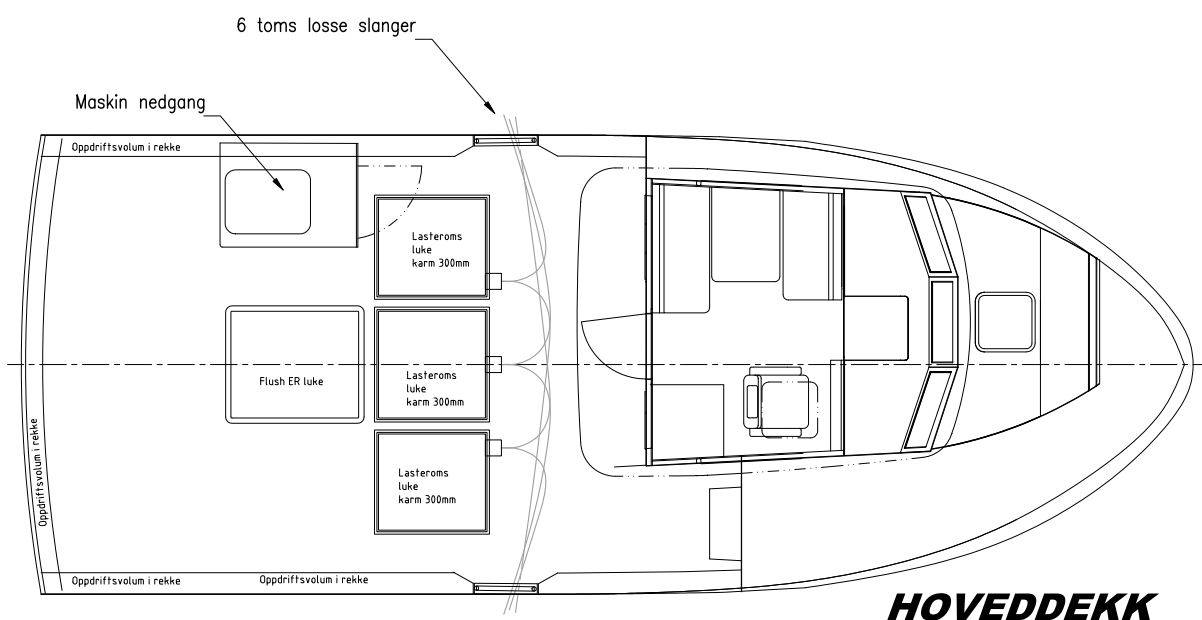 6 toms losse slanger
Maskin nedgang
Oppdriftsvolum i rekke
Lasteroms
luke
karm 300mm
Flush ER luke
Lasteroms
luke
karm 300mm
Oppdriftsvolum i rekke
Lasteroms
luke
karm 300mm
Oppdriftsvolum i rekke
Oppdriftsvolum i rekke
HOVEDDEKK